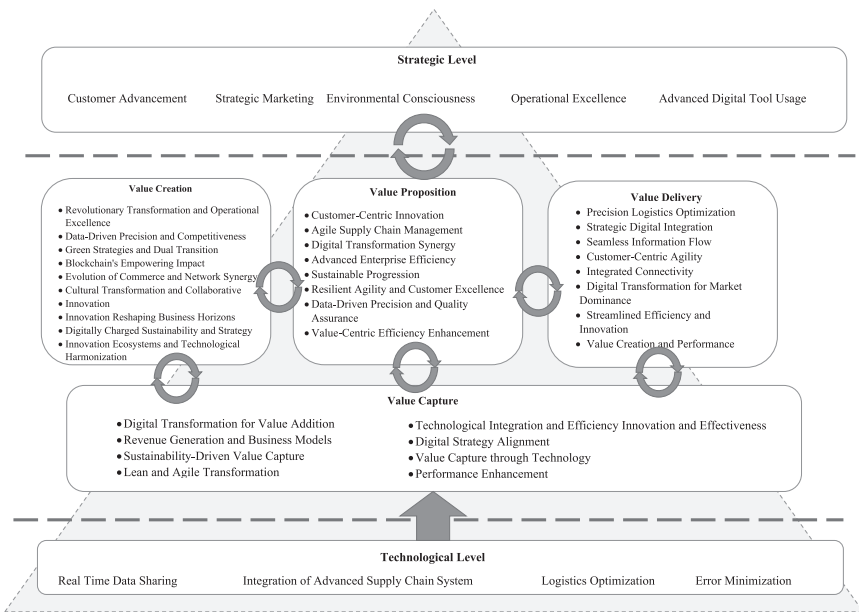 Strategic Level
Customer Advancement Strategic Marketing Environmental Consciousness Operational Excellence Advanced Digital Tool Usage
Value Creation
• Revolutionary Transformation and Operational
Excellence
• Data-Driven Precision and Competitiveness
• Green Strategies and Dual Transition
• Blockchain's Empowering Impact
• Evolution of Commerce and Network Synergy
• Cultural Transformation and Collaborative
• Innovation
• Innovation Reshaping Business Horizons
• Digitally Charged Sustainability and Strategy
• Innovation Ecosystems and Technological
Harmonization
Value Proposition
• Customer-Centric Innovation
• Agile Supply Chain Management
• Digital Transformation Synergy
• Advanced Enterprise Efficiency
• Sustainable Progression
• Resilient Agility and Customer Excellence
• Data-Driven Precision and Quality
Assurance
• Value-Centric Efficiency Enhancement
Value Delivery
• Precision Logistics Optimization
• Strategic Digital Integration
• Seamless Information Flow
• Customer-Centric Agility
• Integrated Connectivity
• Digital Transformation for Market
Dominance
• Streamlined Efficiency and
Innovation
• Value Creation and Performance
Value Capture
• Digital Transformation for Value Addition
• Revenue Generation and Business Models
• Sustainability-Driven Value Capture
• Lean and Agile Transformation
• Technological Integration and Efficiency Innovation and Effectiveness
• Digital Strategy Alignment
• Value Capture through Technology
• Performance Enhancement
Technological Level
Real Time Data Sharing Integration of Advanced Supply Chain System Logistics Optimization Error Minimization